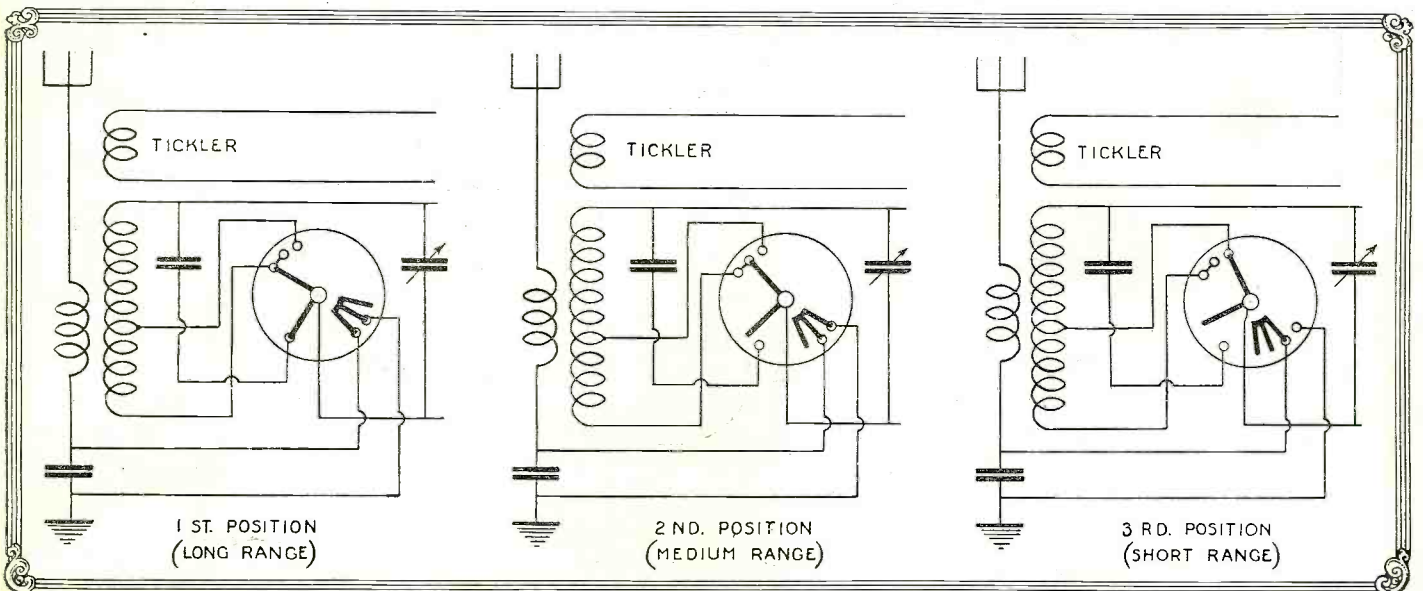 TICKLER
TICKLER
TICKLER
1 ST. POSITION
(LONG RANGE)
2 ND. POSITION
(MEDIUM RANGE)
3 RD. POSITION
(SHORT RANGE)